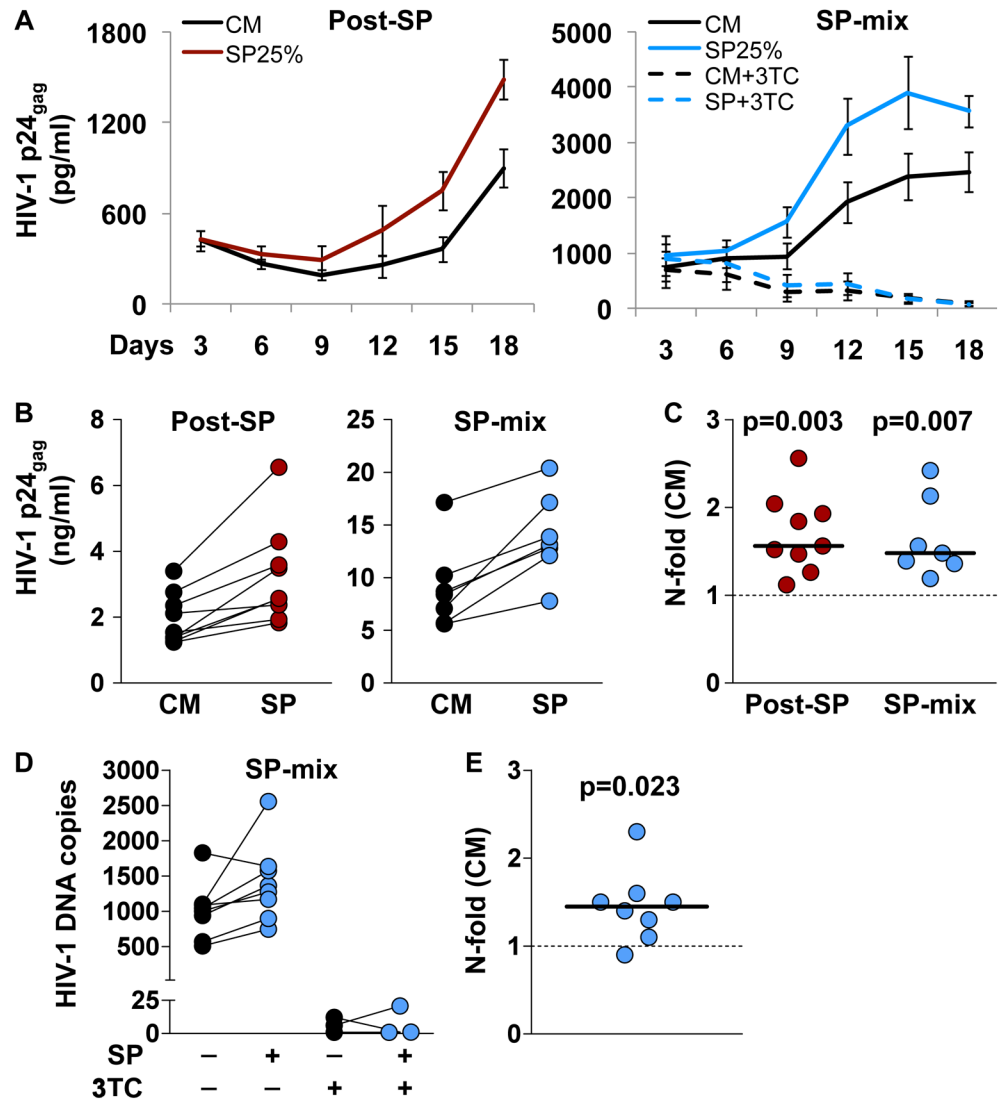 A
Post-SP
CM
SP25%
HIV-1 p24gag
(pg/ml)
1800
1200
600
0
Days 3 6 9 12 15 18
SP-mix
CM
SP25%
CM+3TC
SP+3TC
5000
4000
3000
2000
1000
0
3 6 9 12 15 18
B
Post-SP
HIV-1 p24gag
(ng/ml)
8
6
4
2
0
CM SP
SP-mix
25
20
15
10
5
0
CM SP
C
p=0.003 p=0.007
N-fold (CM)
3
2
1
0
Post-SP SP-mix
D
SP-mix
HIV-1 DNA copies
3000
2500
2000
1500
1000
500
25
0
SP – + – +
3TC – – + +
E
p=0.023
N-fold (CM)
3
2
1
0